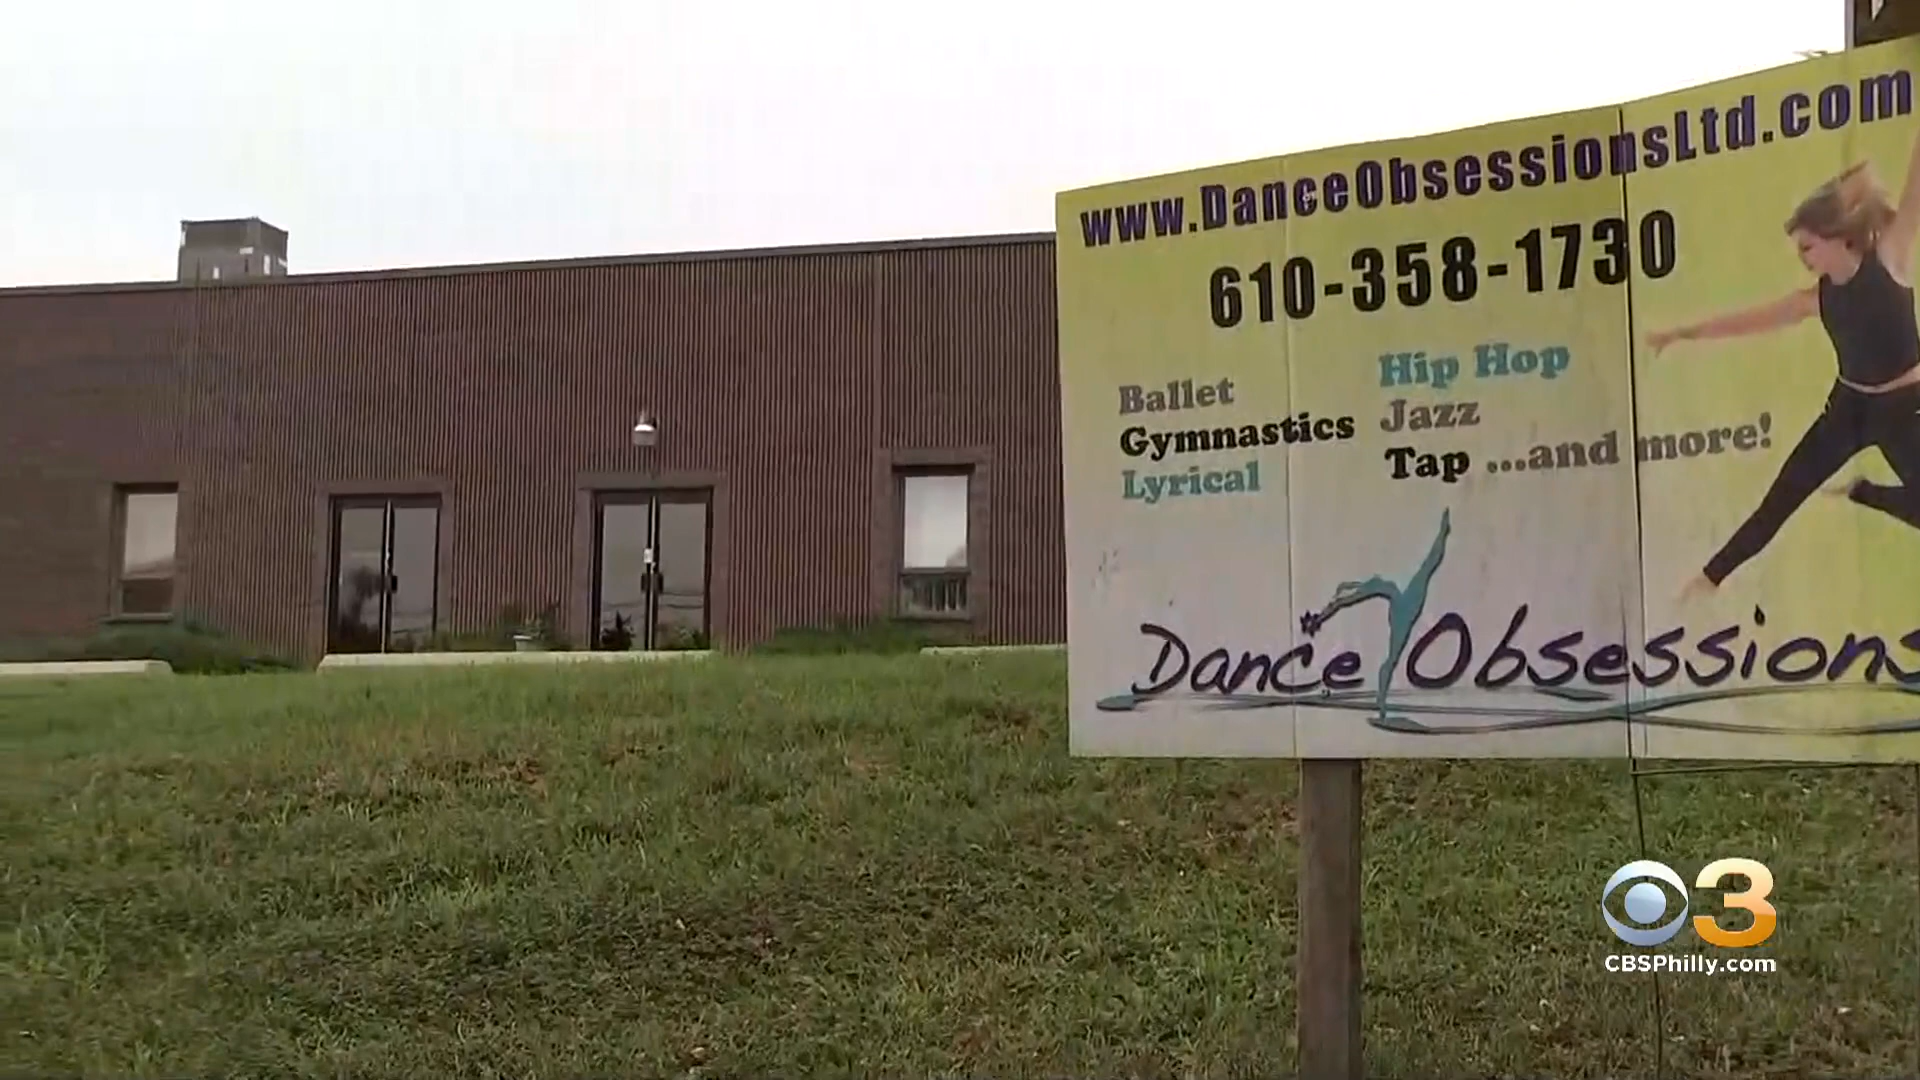 www.DanceObsessionsLtd.com
610-358-1730
Ballet
Gymnastics
Lyrical
Hip Hop
Jazz
Tap ...and more!
Dance Obsessions
3
CBSPhilly.com